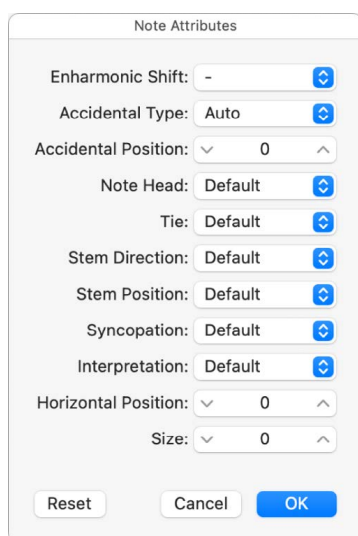 Note Attributes
Enharmonic Shift: -
Accidental Type: Auto
Accidental Position: 0
Note Head: Default
Tie: Default
Stem Direction: Default
Stem Position: Default
Syncopation: Default
Interpretation: Default
Horizontal Position: 0
Size: 0
Reset Cancel OK